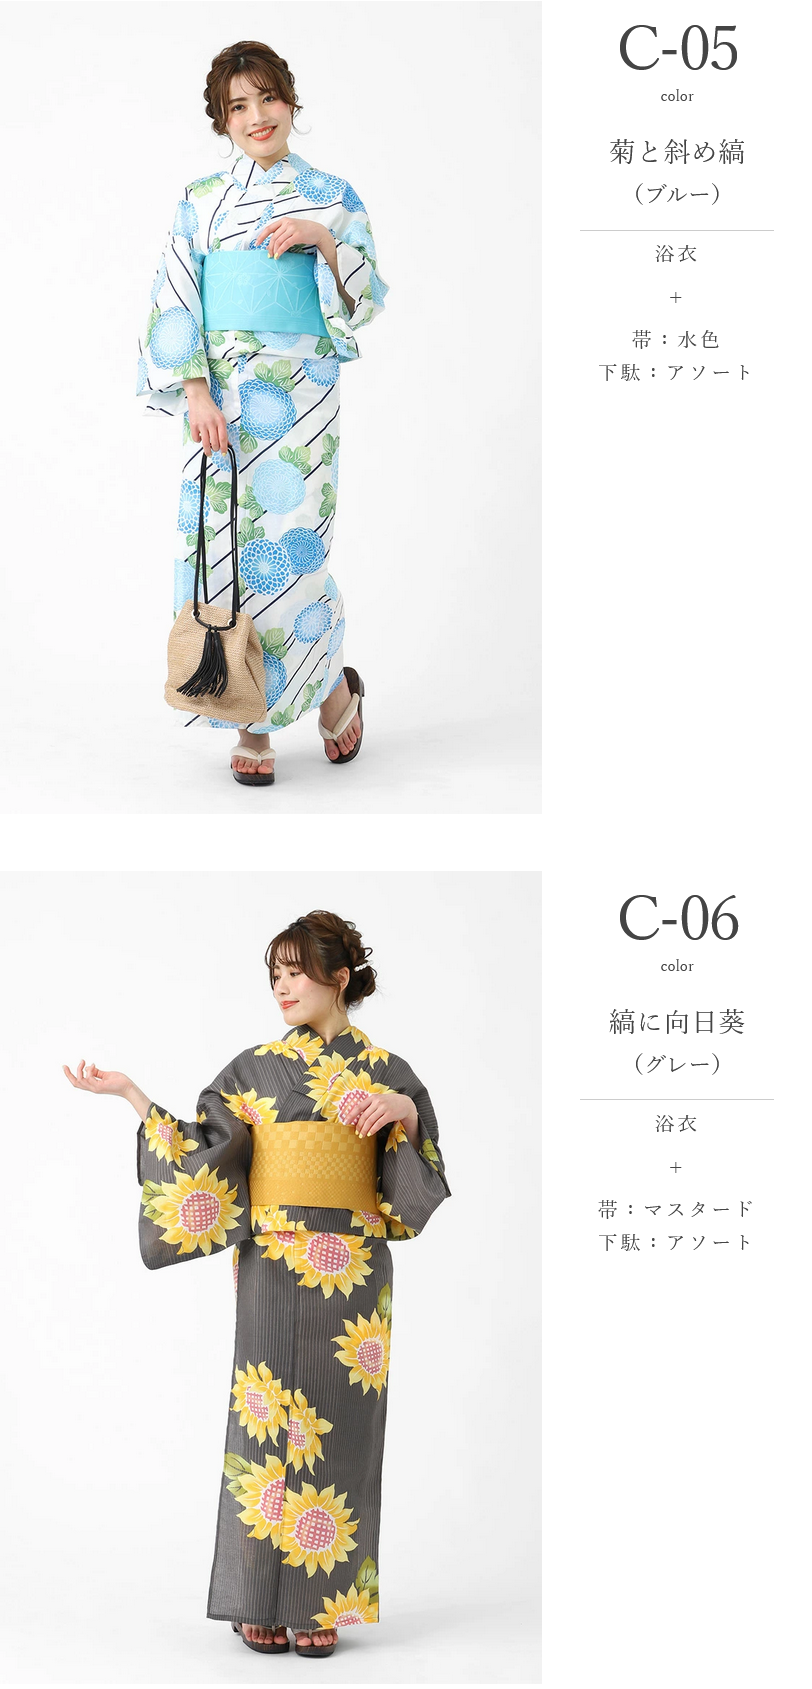 C-05
color
菊と斜め縞
（ブルー）
浴衣
+
帯：水色
下駄：アソート
C-06
color
縞に向日葵
（グレー）
浴衣
+
帯：マスタード
下駄：アソート